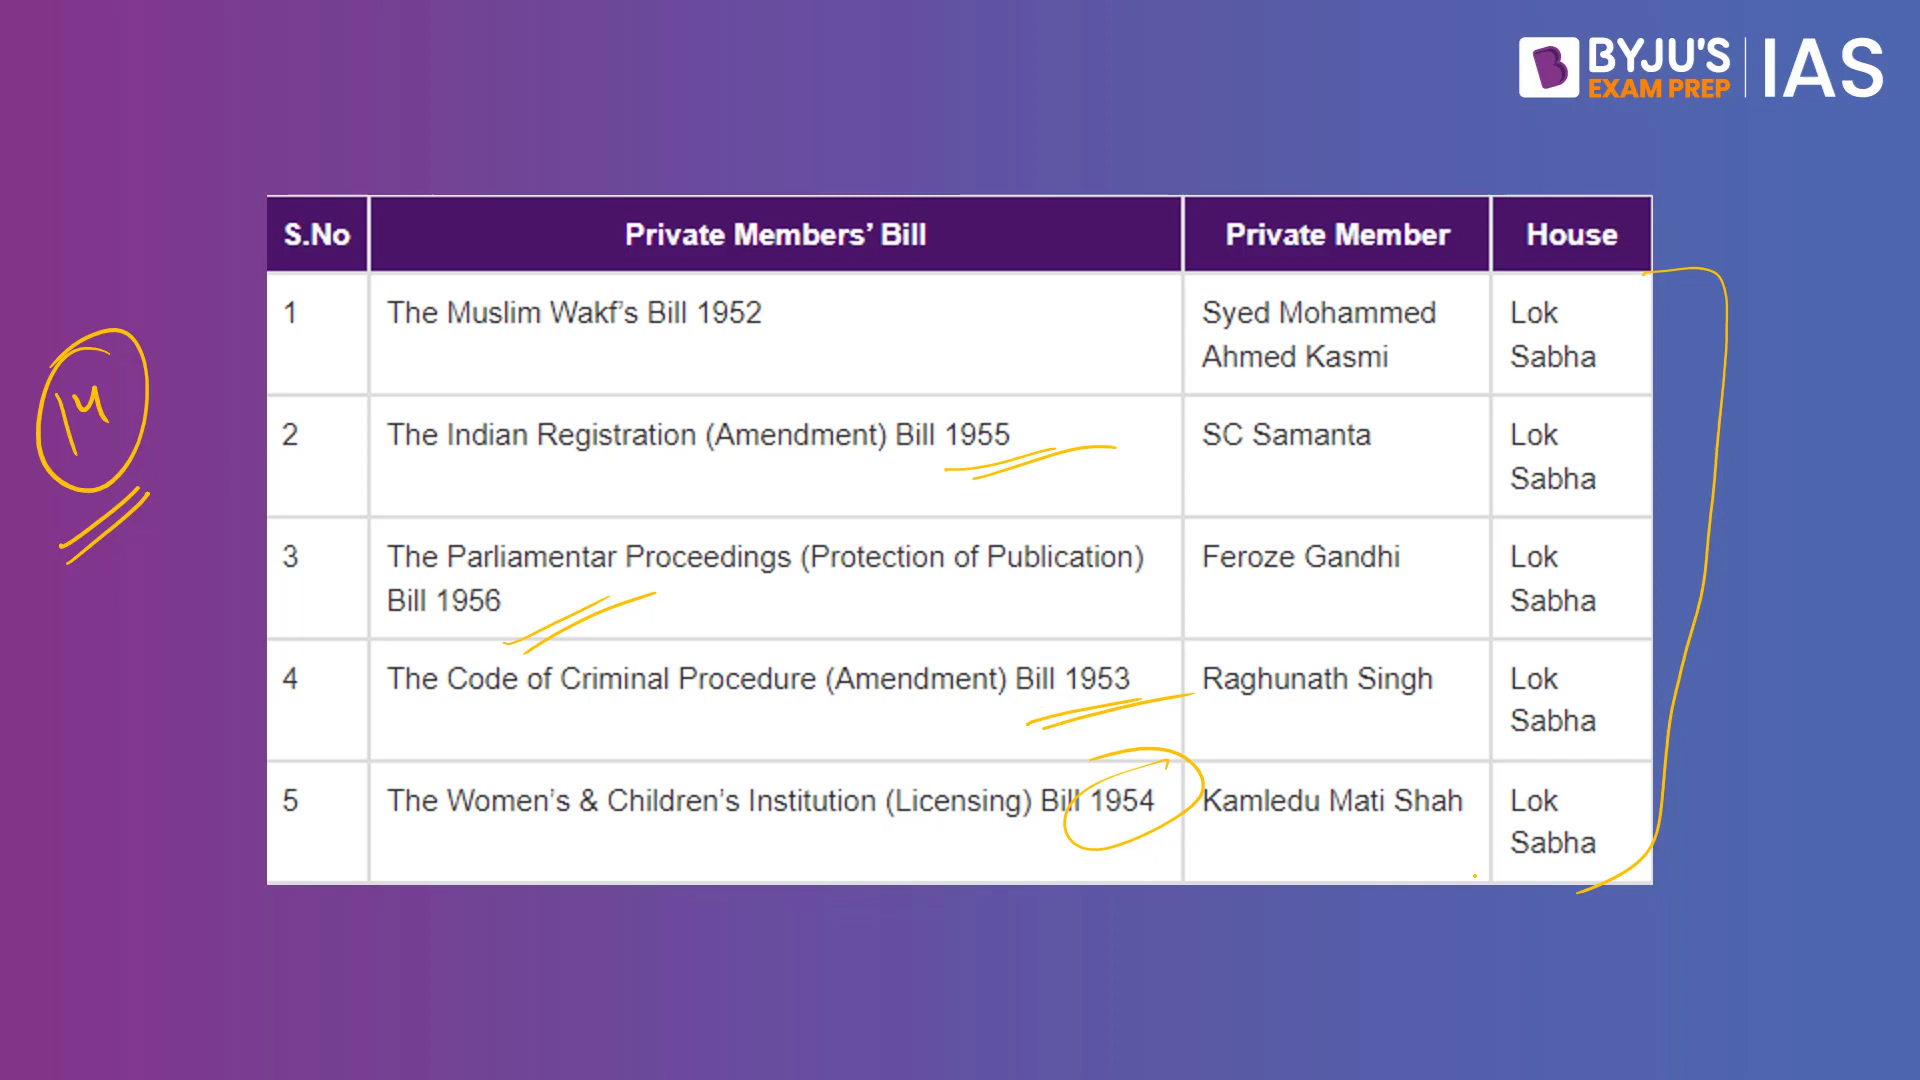 BYJU'S
EXAM PREP
IAS
S.No Private Members' Bill Private Member House
1 The Muslim Wakf's Bill 1952 Syed Mohammed Lok
Ahmed Kasmi Sabha
2 The Indian Registration (Amendment) Bill 1955 SC Samanta Lok
Sabha
14
3 The Parliamentar Proceedings (Protection of Publication) Feroze Gandhi Lok
Bill 1956 Sabha
4 The Code of Criminal Procedure (Amendment) Bill 1953 Raghunath Singh Lok
Sabha
5 The Women's & Children's Institution (Licensing) Bill 1954 Kamledu Mati Shah Lok
Sabha